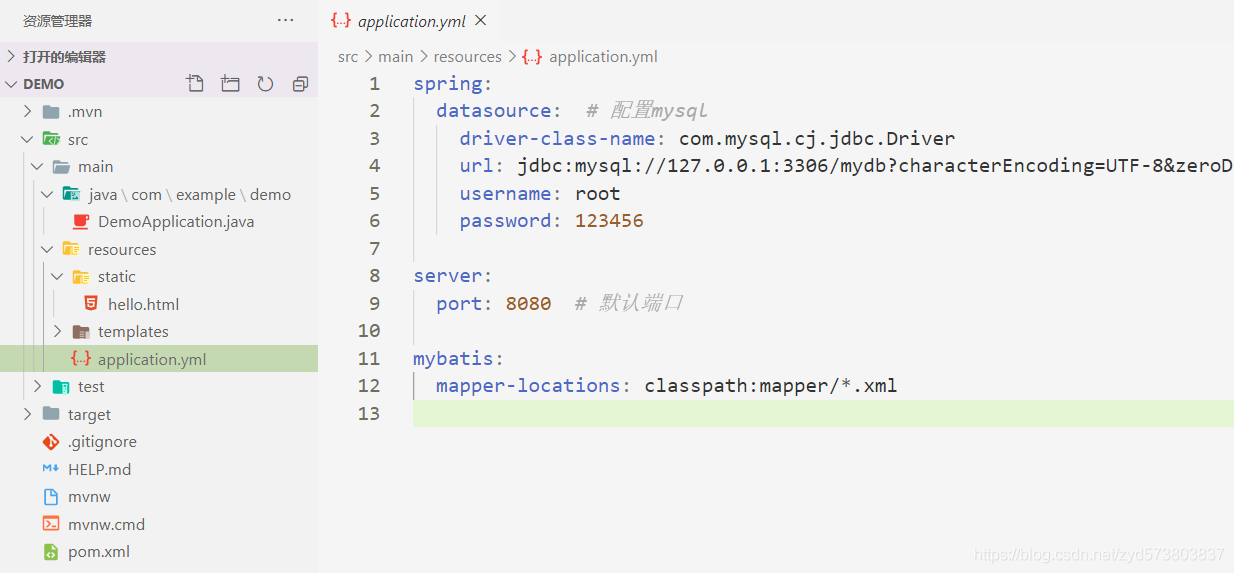 资源管理器 ···
application.yml
打开的编辑器
DEMO
.mvn
src
main
java \ com \ example \ demo
DemoApplication.java
resources
static
hello.html
templates
application.yml
test
target
.gitignore
HELP.md
mvnw
mvnw.cmd
pom.xml
src > main > resources > application.yml
1 spring:
2   datasource:  # 配置mysql
3     driver-class-name: com.mysql.cj.jdbc.Driver
4     url: jdbc:mysql://127.0.0.1:3306/mydb?characterEncoding=UTF-8&zeroD
5     username: root
6     password: 123456
7
8 server:
9   port: 8080  # 默认端口
10
11 mybatis:
12   mapper-locations: classpath:mapper/*.xml
13
https://blog.csdn.net/zyd573803837